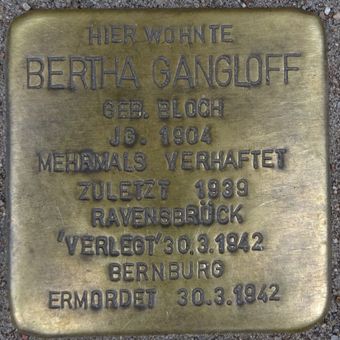 HIER WOHNTE
BERTHA GANGLOFF
GEB. BLOCH
JG. 1904
MEHRMALS VERHAFTET
ZULETZT 1939
RAVENSBRÜCK
'VERLEGT' 30.3.1942
BERNBURG
ERMORDET 30.3.1942